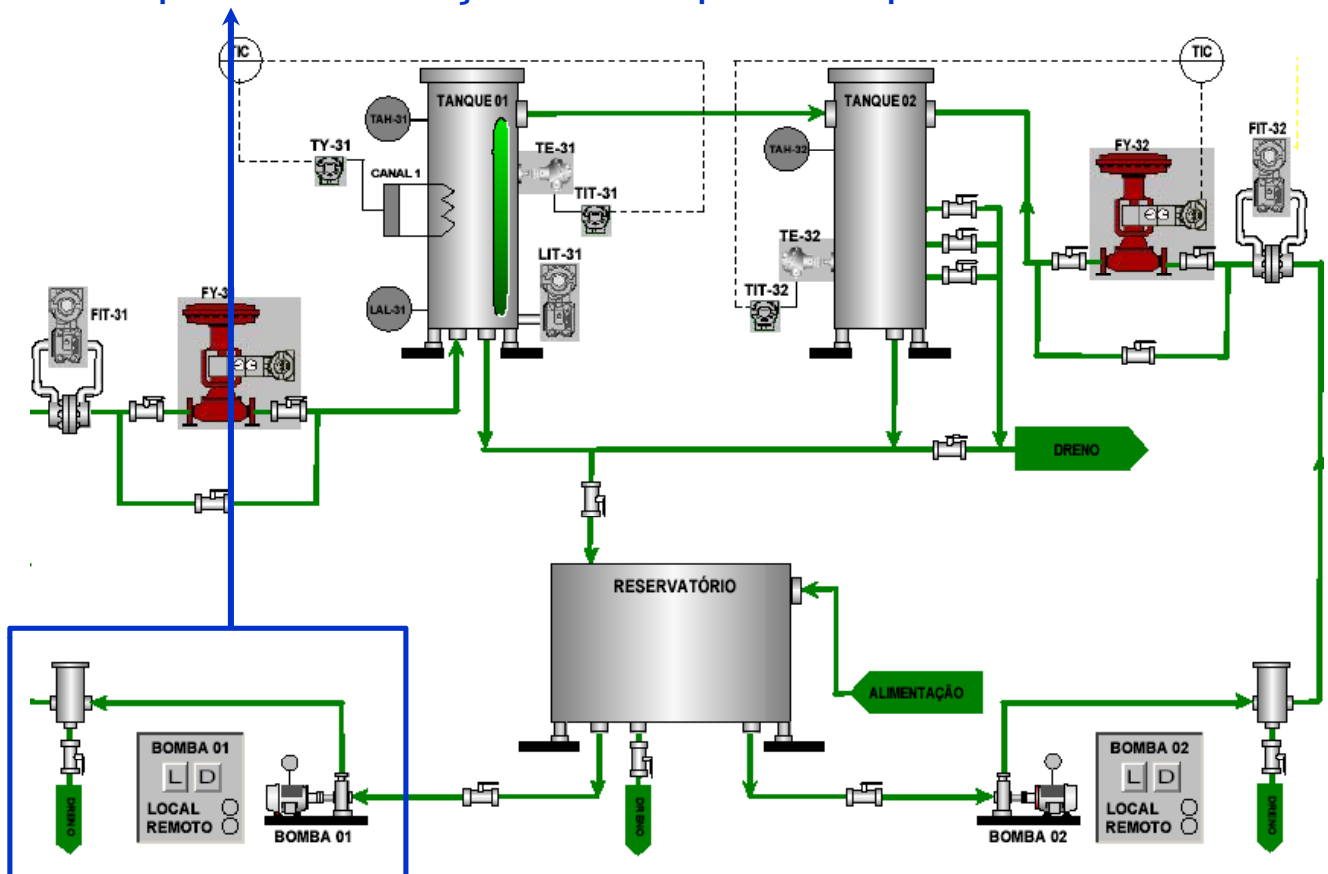 TIC
TIC
TANQUE 01
TANQUE 02
TAH-31
TAH-32
TY-31
TE-31
CANAL 1
TIT-31
FIT-32
FY-32
TE-32
LIT-31
TIT-32
LAL-31
FIT-31
DRENO
RESERVATÓRIO
ALIMENTAÇÃO
BOMBA 01
L D
LOCAL
REMOTO
BOMBA 01
DRENO
DRENO
BOMBA 02
BOMBA 02
L D
LOCAL
REMOTO
DRENO